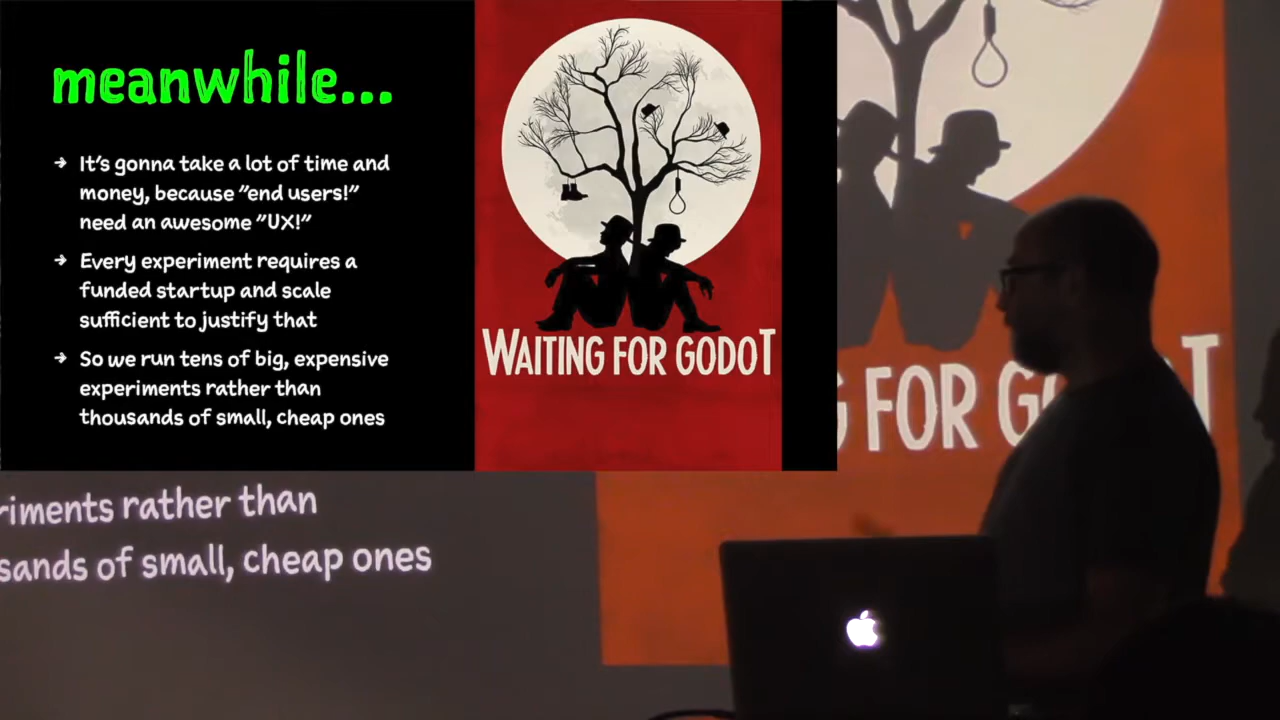 meanwhile...
→ It's gonna take a lot of time and
money, because "end users!"
need an awesome "UX!"
→ Every experiment requires a
funded startup and scale
sufficient to justify that
→ So we run tens of big, expensive
experiments rather than
thousands of small, cheap ones
WAITING FOR GODOT
FOR G T
riments rather than
sands of small, cheap ones